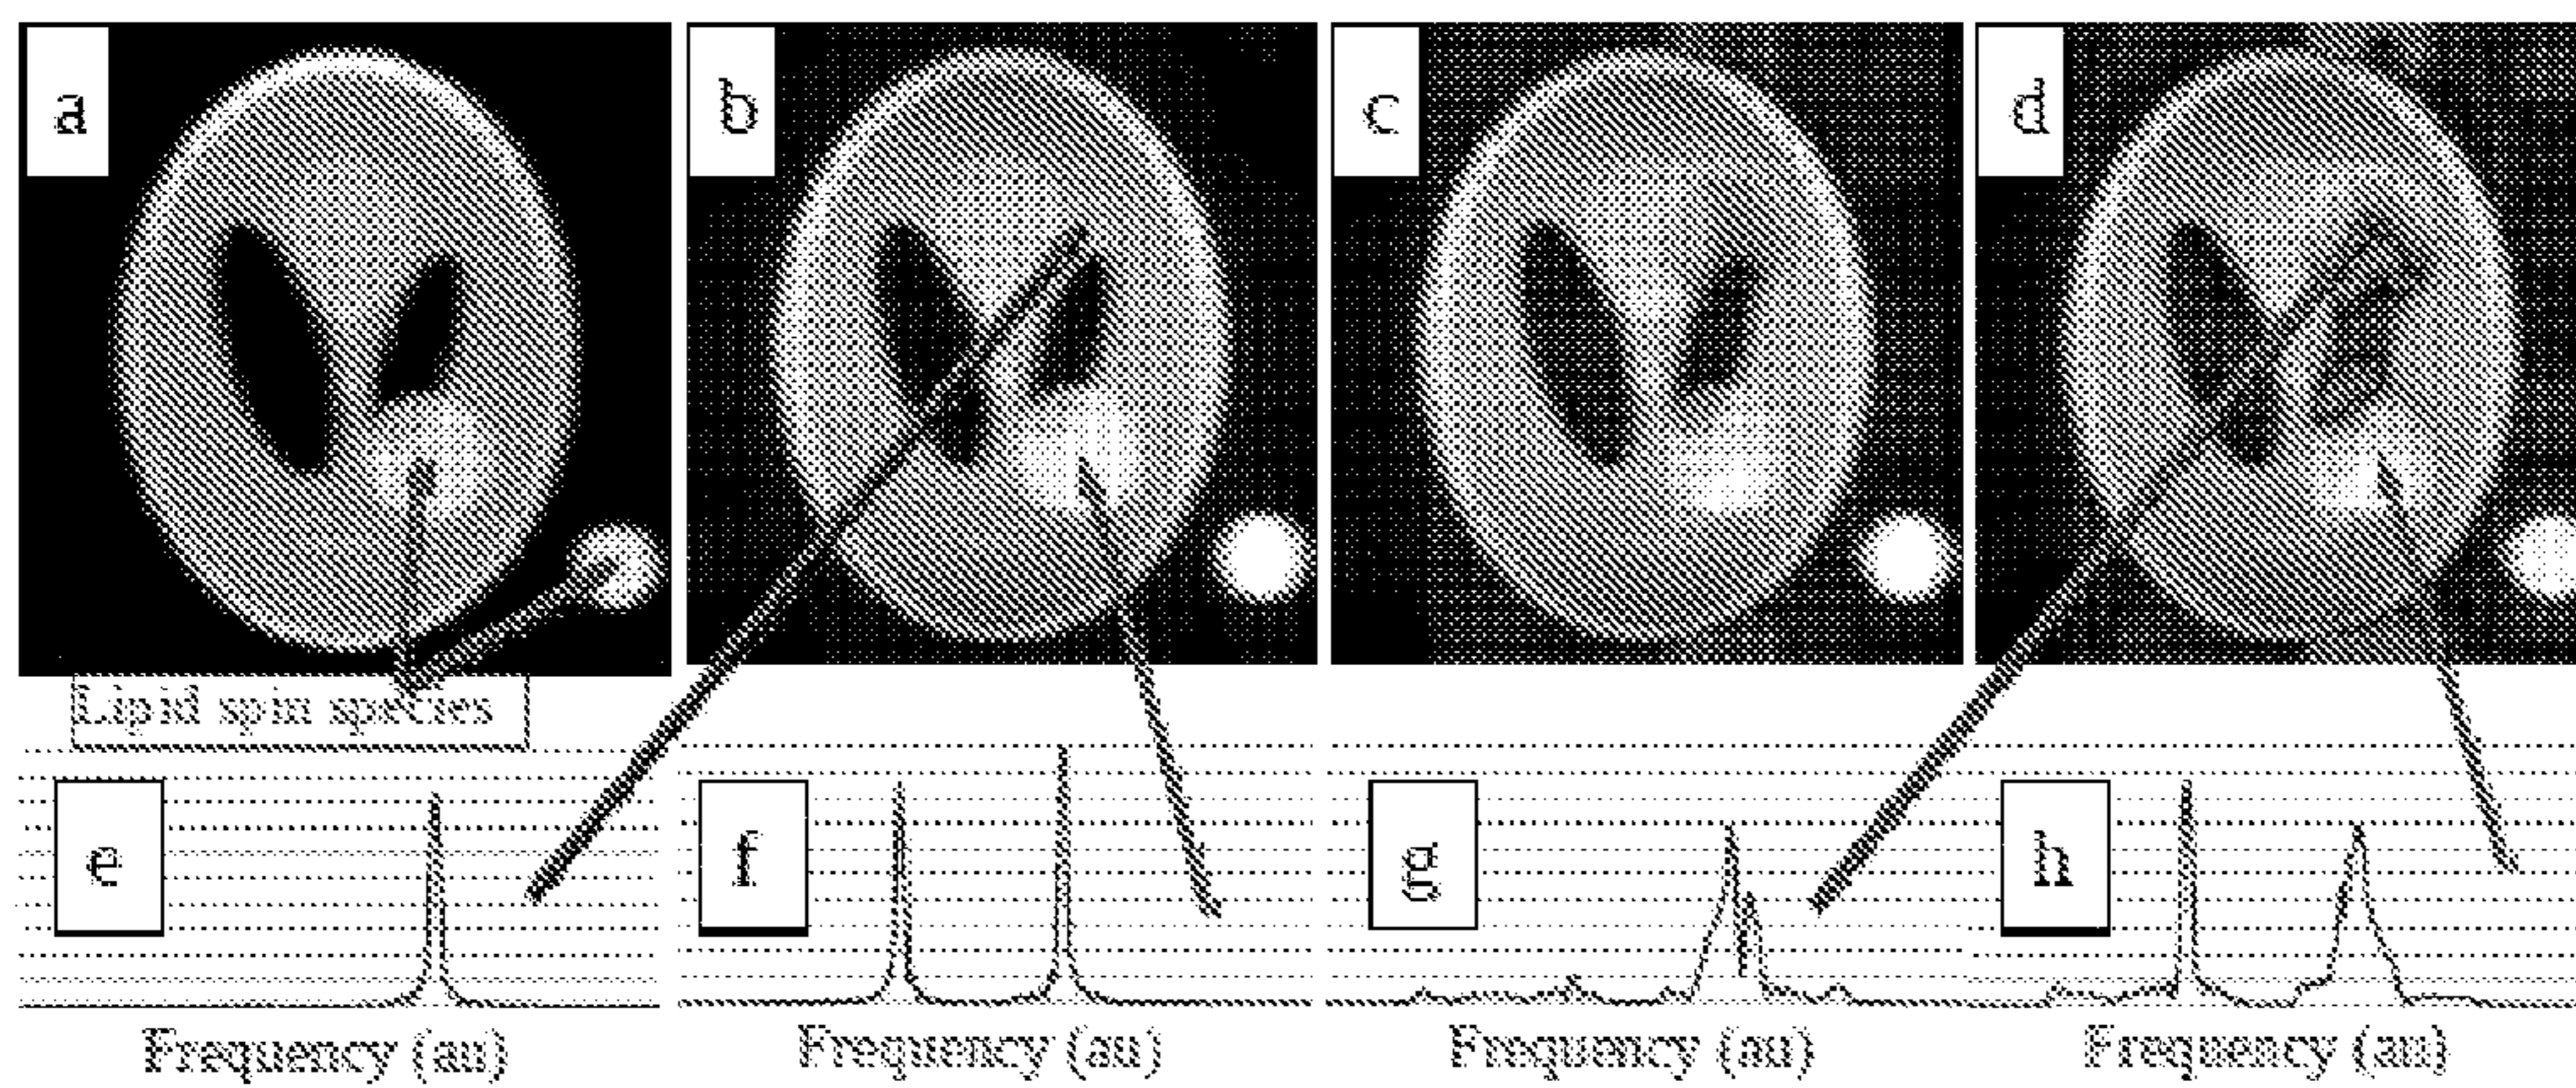 a
b
c
d
Lipid spin species
e
f
g
h
Frequency (au)
Frequency (au)
Frequency (au)
Frequency (au)